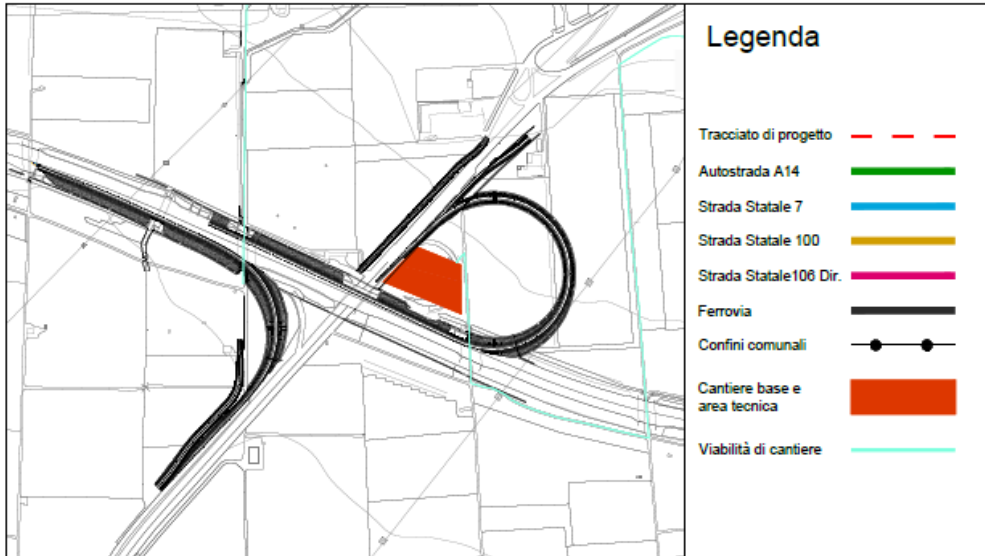 Legenda
Tracciato di progetto
Autostrada A14
Strada Statale 7
Strada Statale 100
Strada Statale106 Dir.
Ferrovia
Confini comunali
Cantiere base e
area tecnica
Viabilità di cantiere